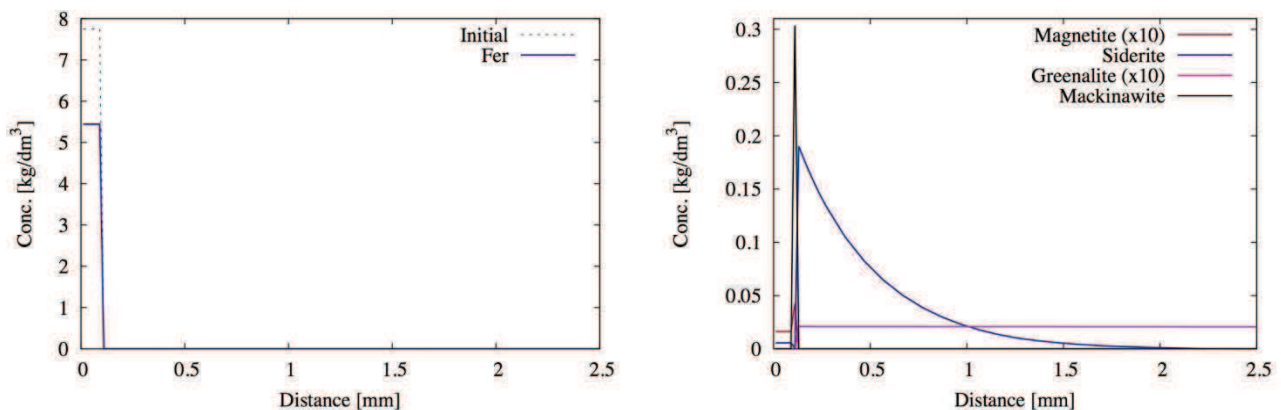 8
7
6
5
4
3
2
1
0
Conc. [kg/dm³]
Initial
Fer
0 0.5 1 1.5 2 2.5
Distance [mm]
0.3
0.25
0.2
0.15
0.1
0.05
0
Conc. [kg/dm³]
Magnetite (x10)
Siderite
Greenalite (x10)
Mackinawite
0 0.5 1 1.5 2 2.5
Distance [mm]